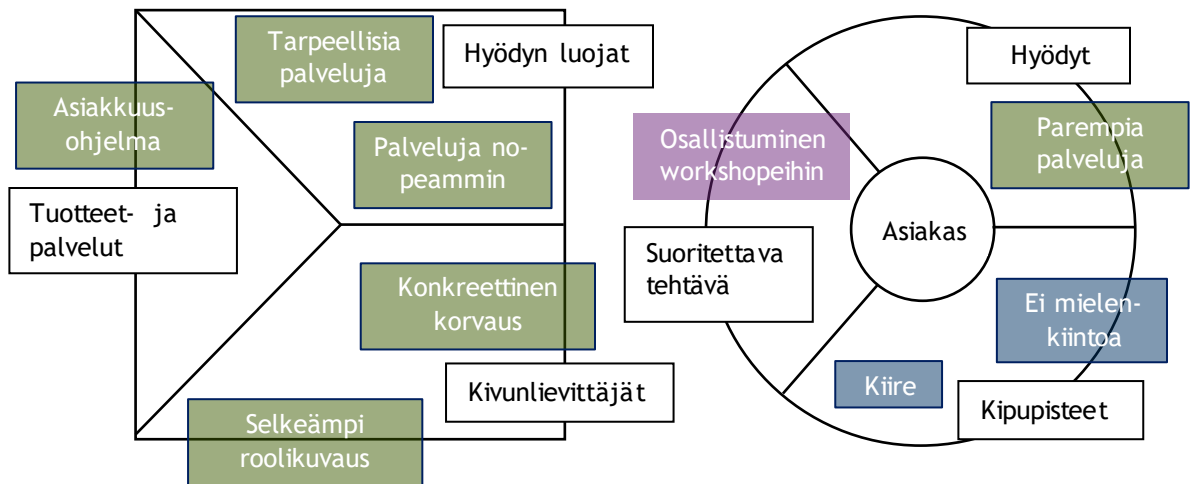 Tarpeellisia
palveluja
Hyödyn luojat
Asiakkuus-
ohjelma
Palveluja no-
peammin
Tuotteet- ja
palvelut
Konkreettinen
korvaus
Kivunlievittäjät
Selkeämpi
roolikuvaus
Hyödyt
Osallistuminen
workshopeihin
Parempia
palveluja
Asiakas
Suoritettava
tehtävä
Ei mielen-
kiintoa
Kiire
Kipupisteet